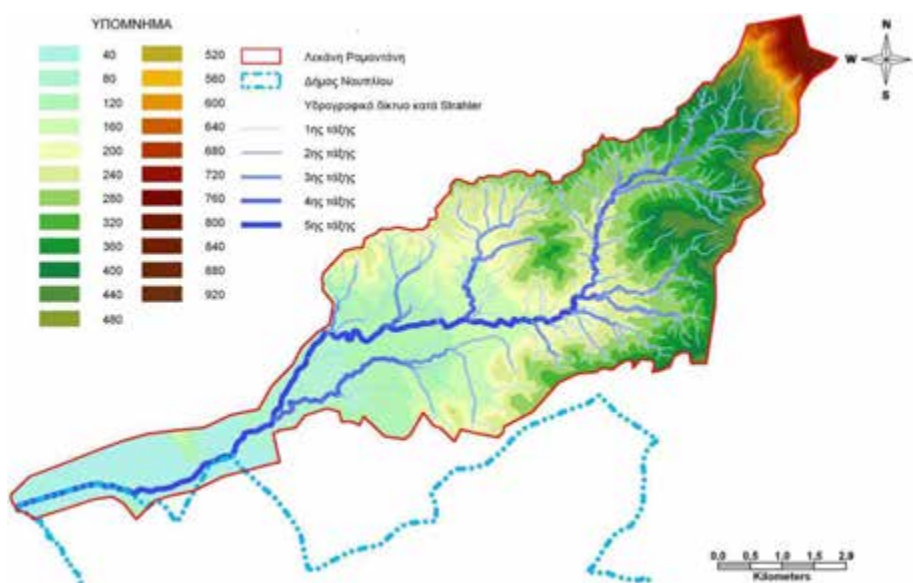 ΥΠΟΜΝΗΜΑ
40
80
120
160
200
240
280
320
360
400
440
480
520
560
600
640
680
720
760
800
840
880
920
Λεκάνη Ραμαντάνη
Δήμος Ναυπλίου
Υδρογραφικό δίκτυο κατά Strahler
1ης τάξης
2ης τάξης
3ης τάξης
4ης τάξης
5ης τάξης
N
W
E
S
0,0 0,5 1,0 1,5 2,0
Kilometers